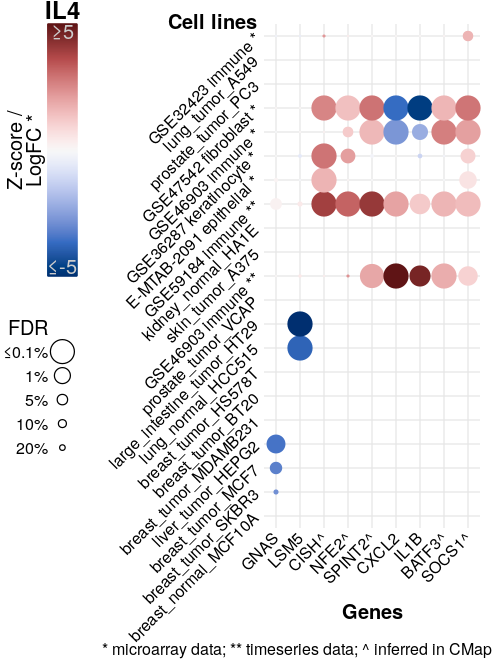 IL4
≥5
Z-score /
LogFC *
≤-5
FDR
≤0.1%
1%
5%
10%
20%
Cell lines
GSE32423 immune *
lung_tumor_A549
prostate_tumor_PC3
GSE47542 fibroblast *
GSE46903 immune *
GSE36287 keratinocyte *
E-MTAB-2091 epithelial *
GSE59184 immune **
kidney_normal_HA1E
skin_tumor_A375
GSE46903 immune **
prostate_tumor_VCAP
large_intestine_tumor_HT29
lung_normal_HCC515
breast_tumor_HS578T
breast_tumor_BT20
breast_tumor_MDAMB231
liver_tumor_HEPG2
breast_tumor_MCF7
breast_tumor_SKBR3
breast_normal_MCF10A
GNAS
LSM5
CISH^
NFE2^
SPINT2^
CXCL2
IL1B
BATF3^
SOCS1^
Genes
* microarray data; ** timeseries data; ^ inferred in CMap